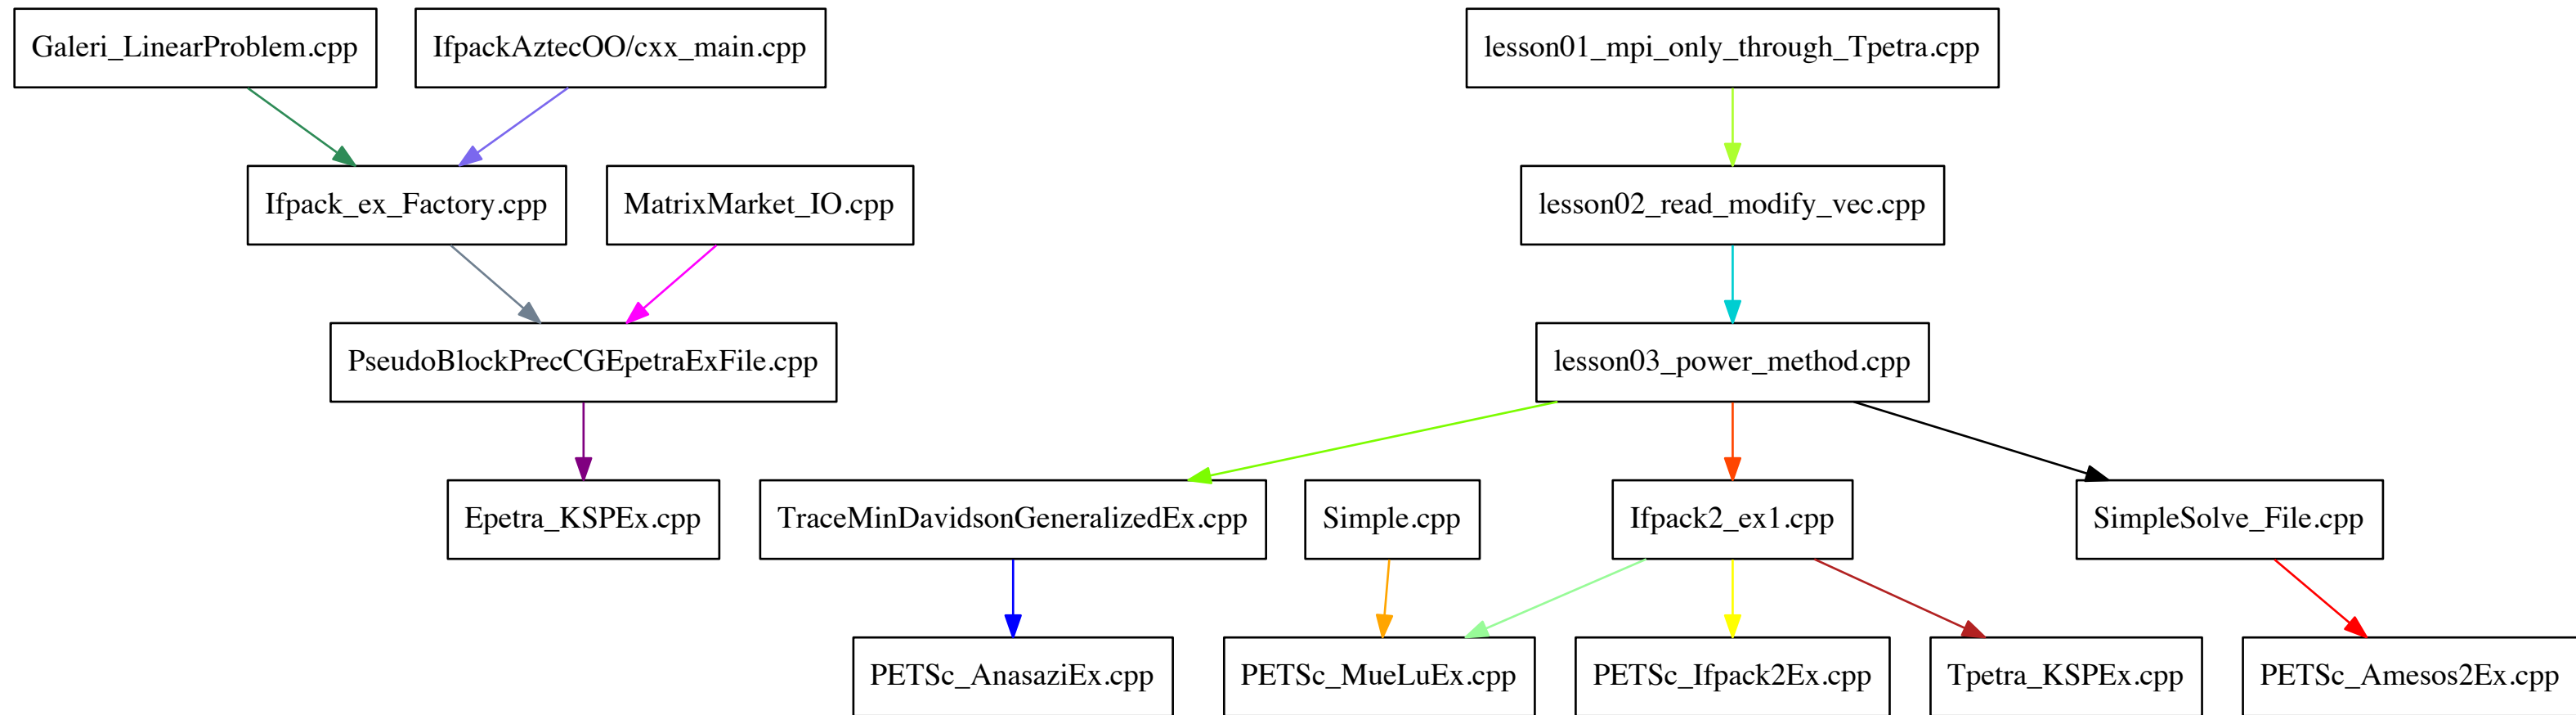 Galeri_LinearProblem.cpp
IfpackAztecOO/cxx_main.cpp
lesson01_mpi_only_through_Tpetra.cpp
Ifpack_ex_Factory.cpp
MatrixMarket_IO.cpp
lesson02_read_modify_vec.cpp
PseudoBlockPrecCGEpetraExFile.cpp
lesson03_power_method.cpp
Epetra_KSPEx.cpp
TraceMinDavidsonGeneralizedEx.cpp
Simple.cpp
Ifpack2_ex1.cpp
SimpleSolve_File.cpp
PETSc_AnasaziEx.cpp
PETSc_MueLuEx.cpp
PETSc_Ifpack2Ex.cpp
Tpetra_KSPEx.cpp
PETSc_Amesos2Ex.cpp